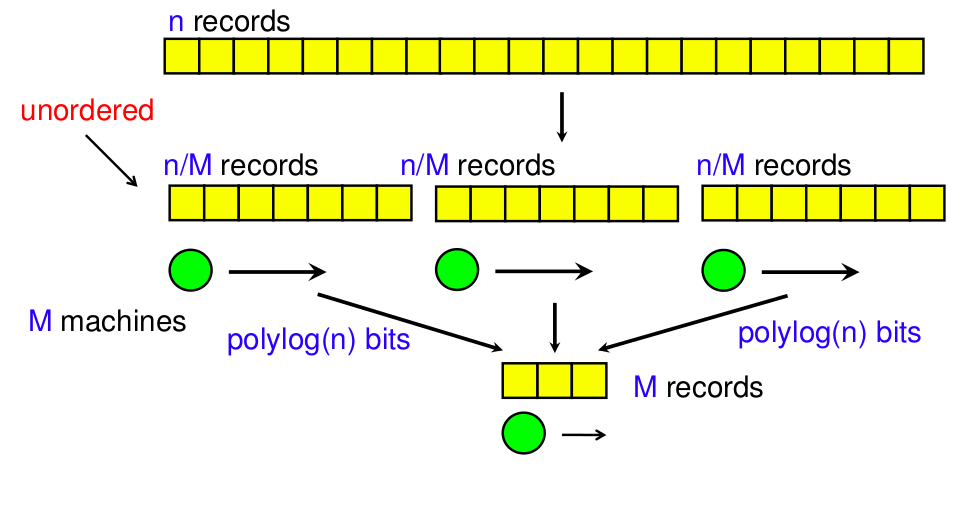 n records
unordered
n/M records
n/M records
n/M records
M machines
polylog(n) bits
polylog(n) bits
M records